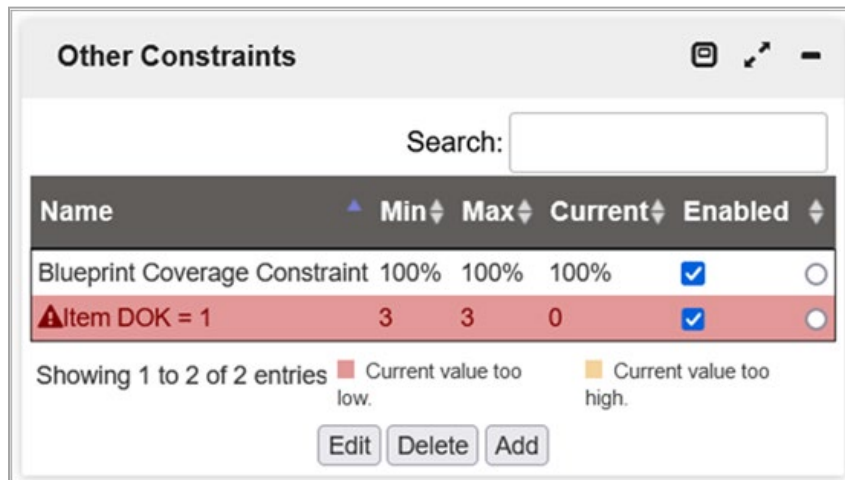 Other Constraints
Search:
Name Min Max Current Enabled
Blueprint Coverage Constraint 100% 100% 100%
Item DOK = 1 3 3 0
Showing 1 to 2 of 2 entries Current value too low. Current value too high.
Edit Delete Add